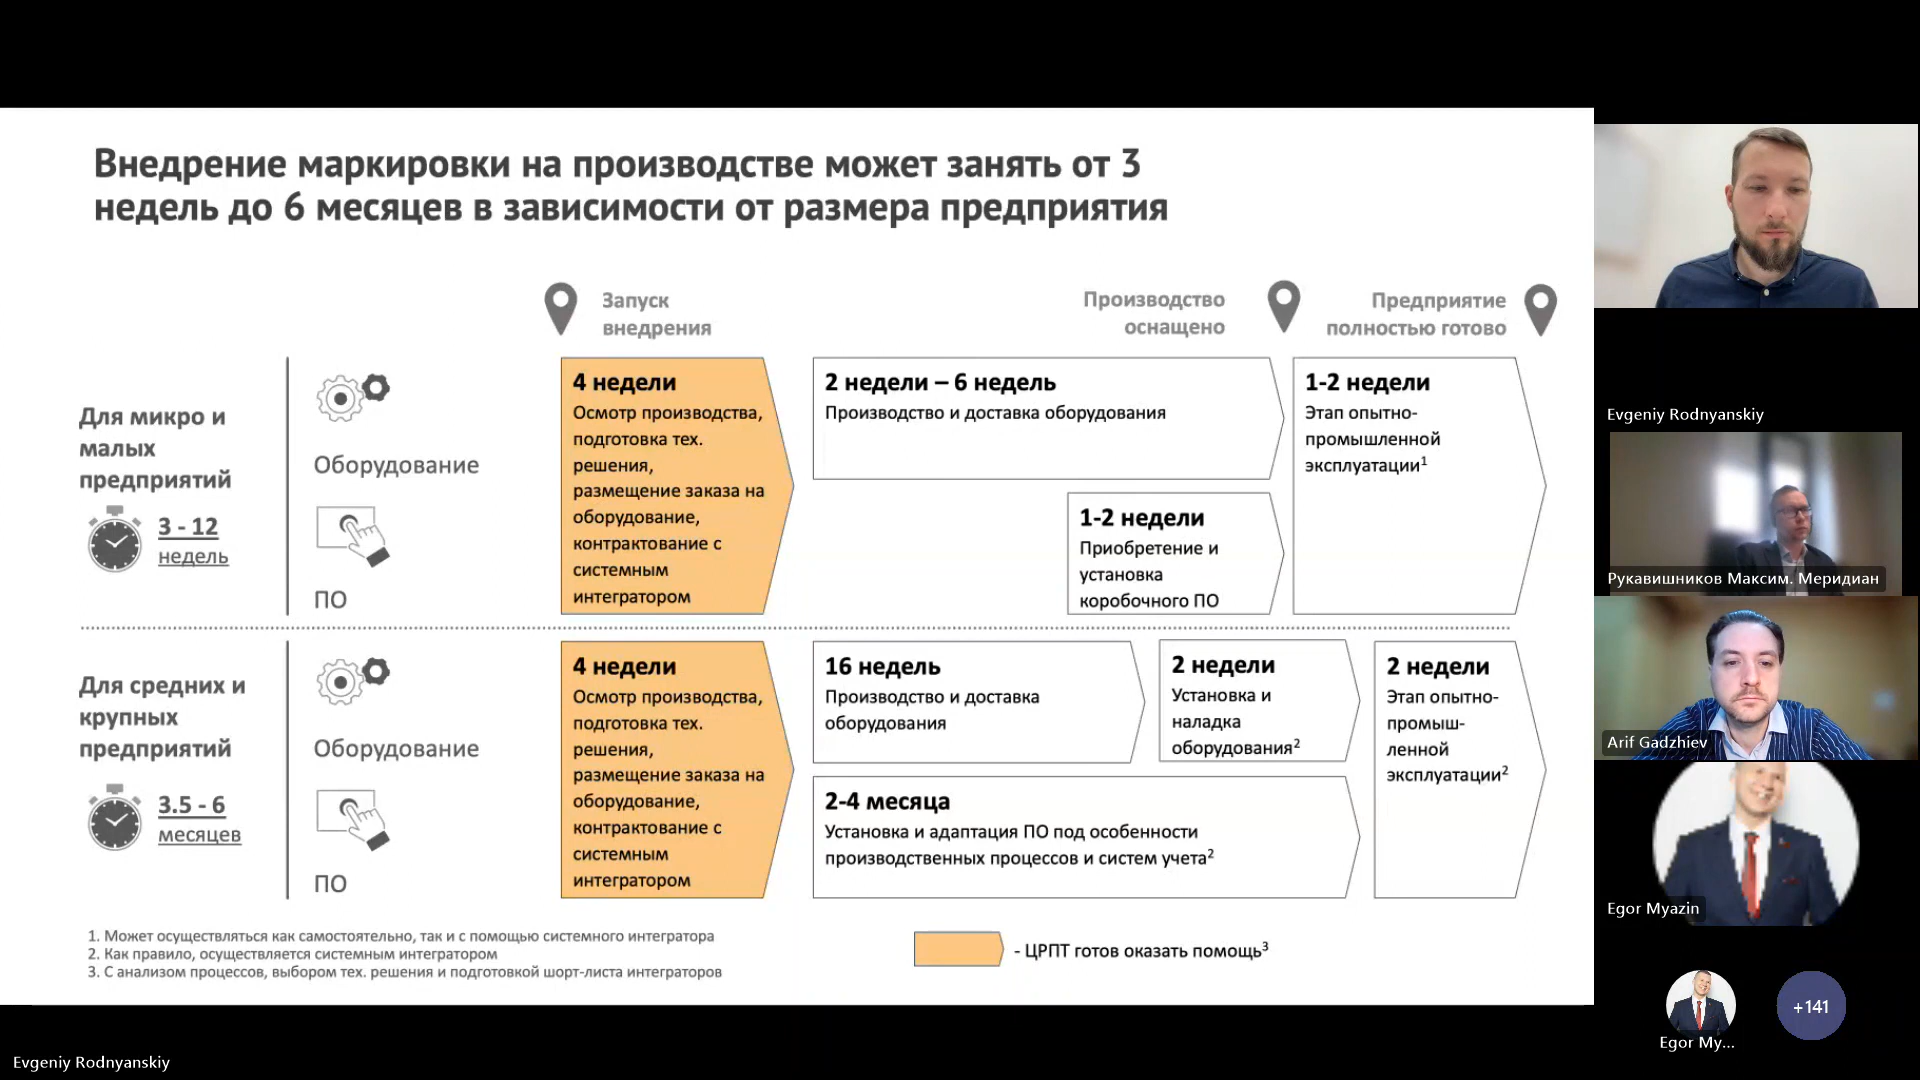 Внедрение маркировки на производстве может занять от 3
недель до 6 месяцев в зависимости от размера предприятия
Запуск
внедрения
Производство
оснащено
Предприятие
полностью готово
Для микро и
малых
предприятий
3 - 12
недель
Оборудование
ПО
4 недели
Осмотр производства,
подготовка тех.
решения,
размещение заказа на
оборудование,
контрактование с
системным
интегратором
2 недели – 6 недель
Производство и доставка оборудования
1-2 недели
Приобретение и
установка
коробочного ПО
1-2 недели
Этап опытно-
промышленной
эксплуатации¹
Для средних и
крупных
предприятий
3.5 - 6
месяцев
Оборудование
ПО
4 недели
Осмотр производства,
подготовка тех.
решения,
размещение заказа на
оборудование,
контрактование с
системным
интегратором
16 недель
Производство и доставка
оборудования
2 недели
Установка и
наладка
оборудования²
2-4 месяца
Установка и адаптация ПО под особенности
производственных процессов и систем учета²
2 недели
Этап опытно-
промыш-
ленной
эксплуатации²
1. Может осуществляться как самостоятельно, так и с помощью системного интегратора
2. Как правило, осуществляется системным интегратором
3. С анализом процессов, выбором тех. решения и подготовкой шорт-листа интеграторов
- ЦРПТ готов оказать помощь³
Evgeniy Rodnyanskiy
Рукавишников Максим. Меридиан
Arif Gadzhiev
Egor Myazin
Egor My...
+141
Evgeniy Rodnyanskiy